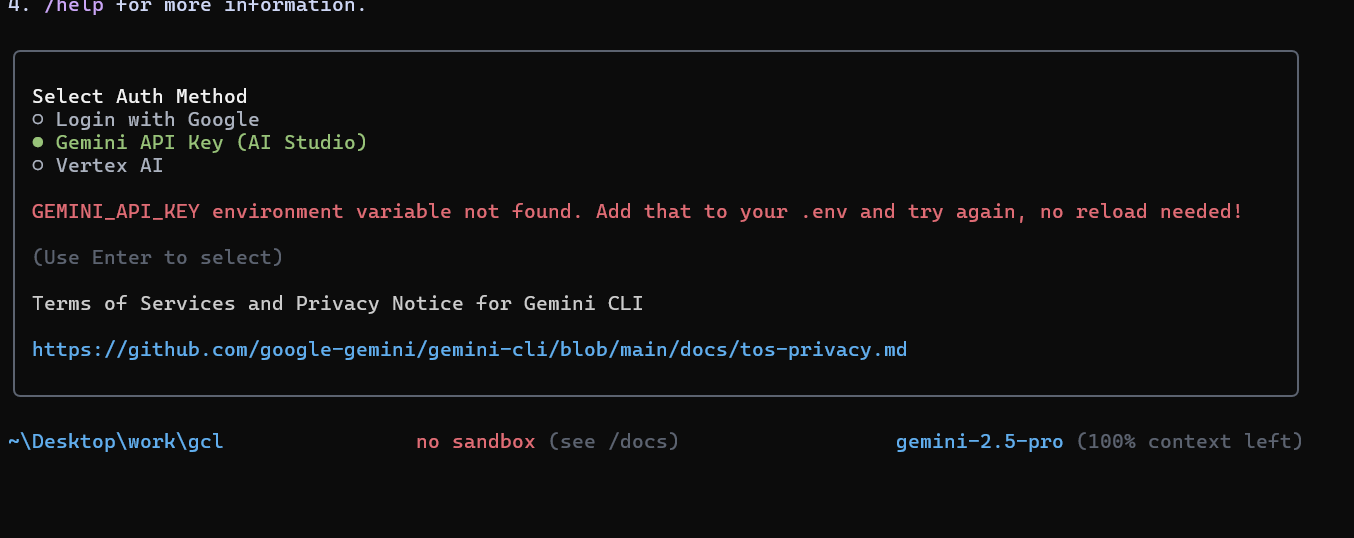 4. /help for more information.
Select Auth Method
○ Login with Google
● Gemini API Key (AI Studio)
○ Vertex AI
GEMINI_API_KEY environment variable not found. Add that to your .env and try again, no reload needed!
(Use Enter to select)
Terms of Services and Privacy Notice for Gemini CLI
https://github.com/google-gemini/gemini-cli/blob/main/docs/tos-privacy.md
~\Desktop\work\gcl no sandbox (see /docs) gemini-2.5-pro (100% context left)